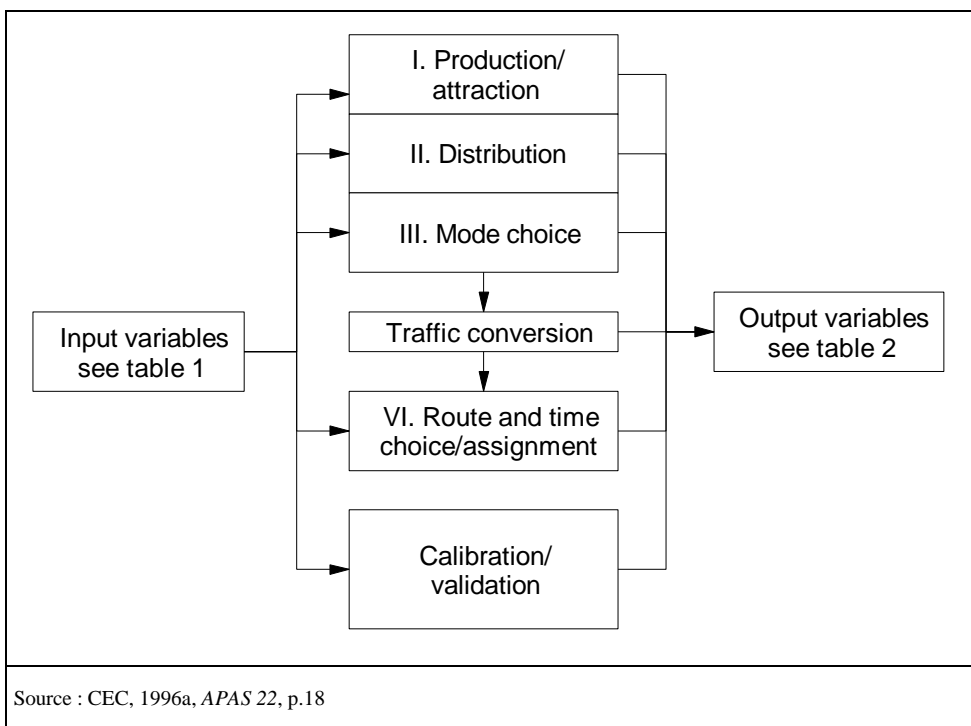 I. Production/
attraction
II. Distribution
III. Mode choice
Traffic conversion
VI. Route and time
choice/assignment
Calibration/
validation
Input variables
see table 1
Output variables
see table 2
Source : CEC, 1996a, APAS 22, p.18